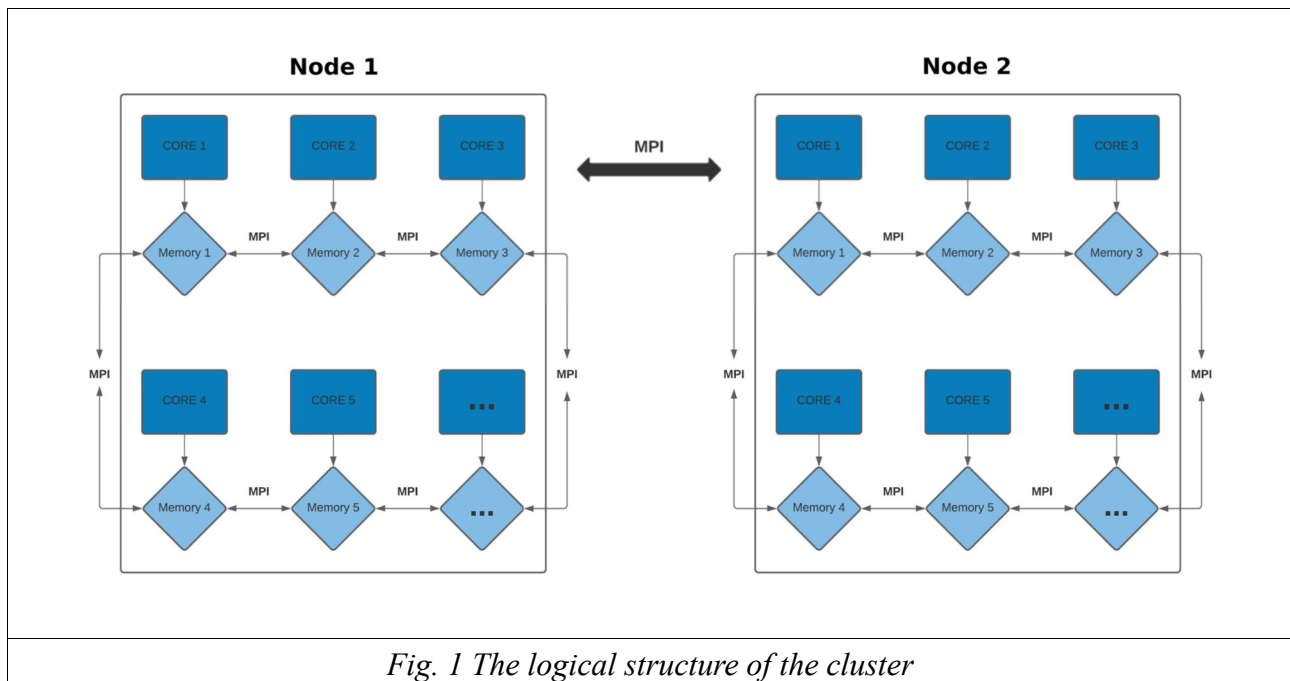 Node 1 Node 2
CORE 1 CORE 2 CORE 3 MPI CORE 1 CORE 2 CORE 3
MPI MPI MPI MPI
Memory 1 Memory 2 Memory 3 Memory 1 Memory 2 Memory 3
MPI MPI MPI MPI
CORE 4 CORE 5 ... CORE 4 CORE 5 ...
MPI MPI MPI MPI
Memory 4 Memory 5 ... Memory 4 Memory 5 ...
Fig. 1 The logical structure of the cluster